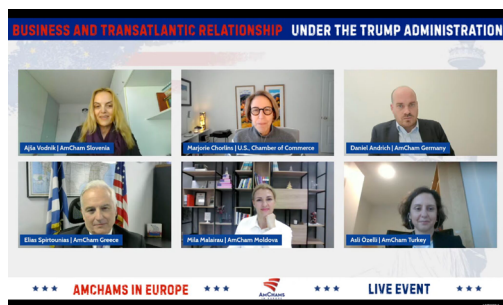 BUSINESS AND TRANSATLANTIC RELATIONSHIP UNDER THE TRUMP ADMINISTRATION
Ajša Vodnik | AmCham Slovenia
Marjorie Chorlins | U.S., Chamber of Commerce
Daniel Andrich | AmCham Germany
Elias Spirtounias | AmCham Greece
Mila Malairau | AmCham Moldova
Asli Ozelli | AmCham Turkey
AMCHAMS IN EUROPE
AMCHAMS
LIVE EVENT